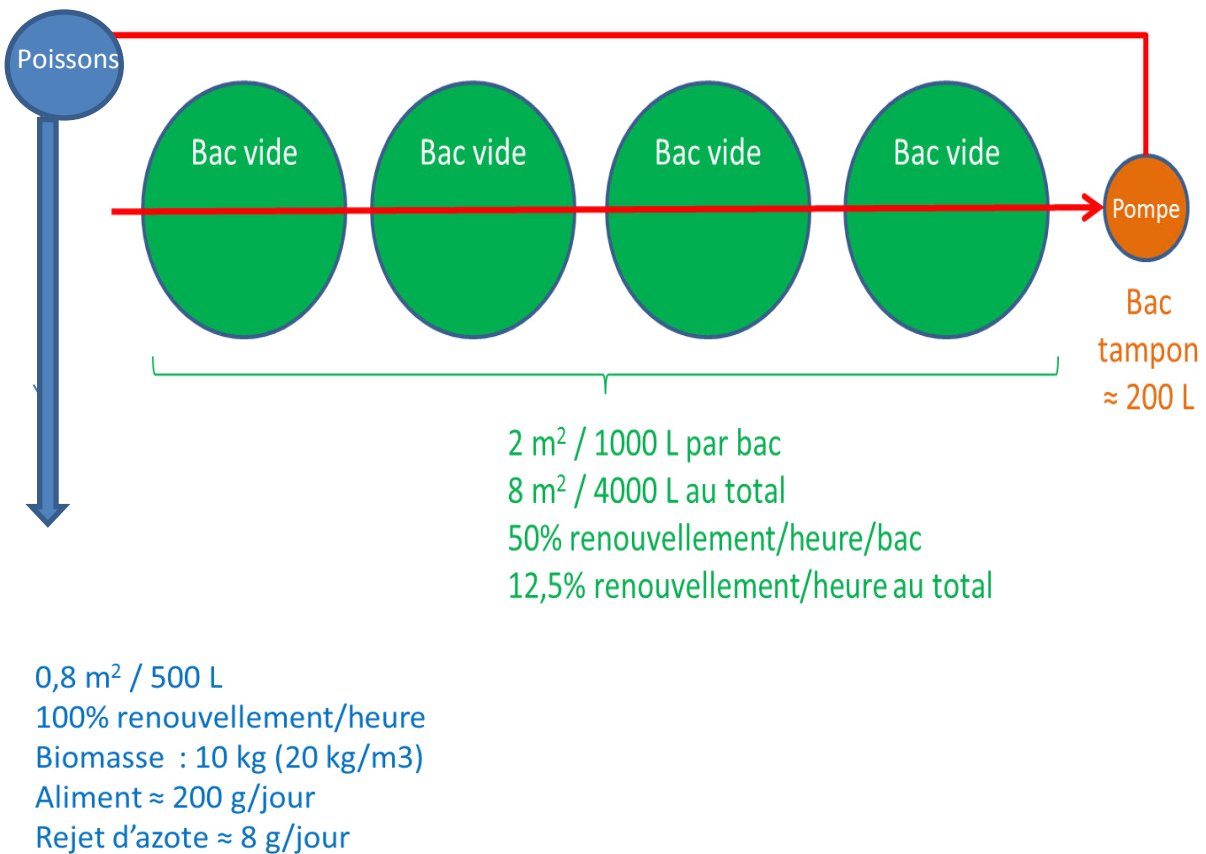 Poissons
Bac vide
Bac vide
Bac vide
Bac vide
Pompe
Bac
tampon
≈ 200 L
2 m² / 1000 L par bac
8 m² / 4000 L au total
50% renouvellement/heure/bac
12,5% renouvellement/heure au total
0,8 m² / 500 L
100% renouvellement/heure
Biomasse : 10 kg (20 kg/m3)
Aliment ≈ 200 g/jour
Rejet d'azote ≈ 8 g/jour